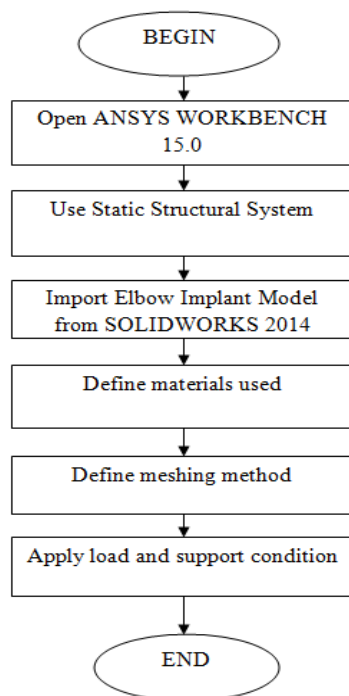 BEGIN
Open ANSYS WORKBENCH
15.0
Use Static Structural System
Import Elbow Implant Model
from SOLIDWORKS 2014
Define materials used
Define meshing method
Apply load and support condition
END